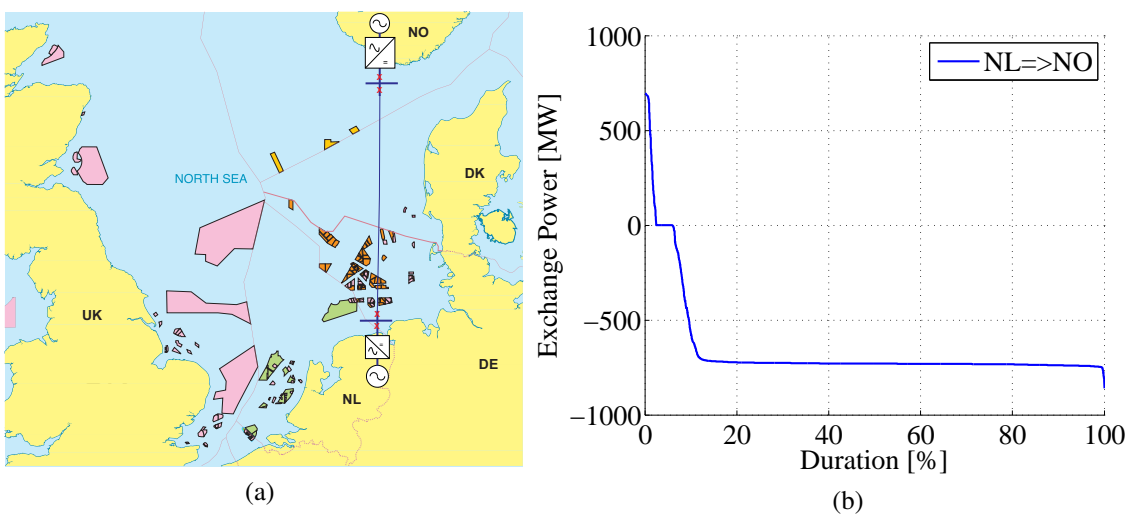 NO
NORTH SEA
DK
UK
DE
NL
(a)
1000
500
0
−500
−1000
Exchange Power [MW]
NL=>NO
0 20 40 60 80 100
Duration [%]
(b)